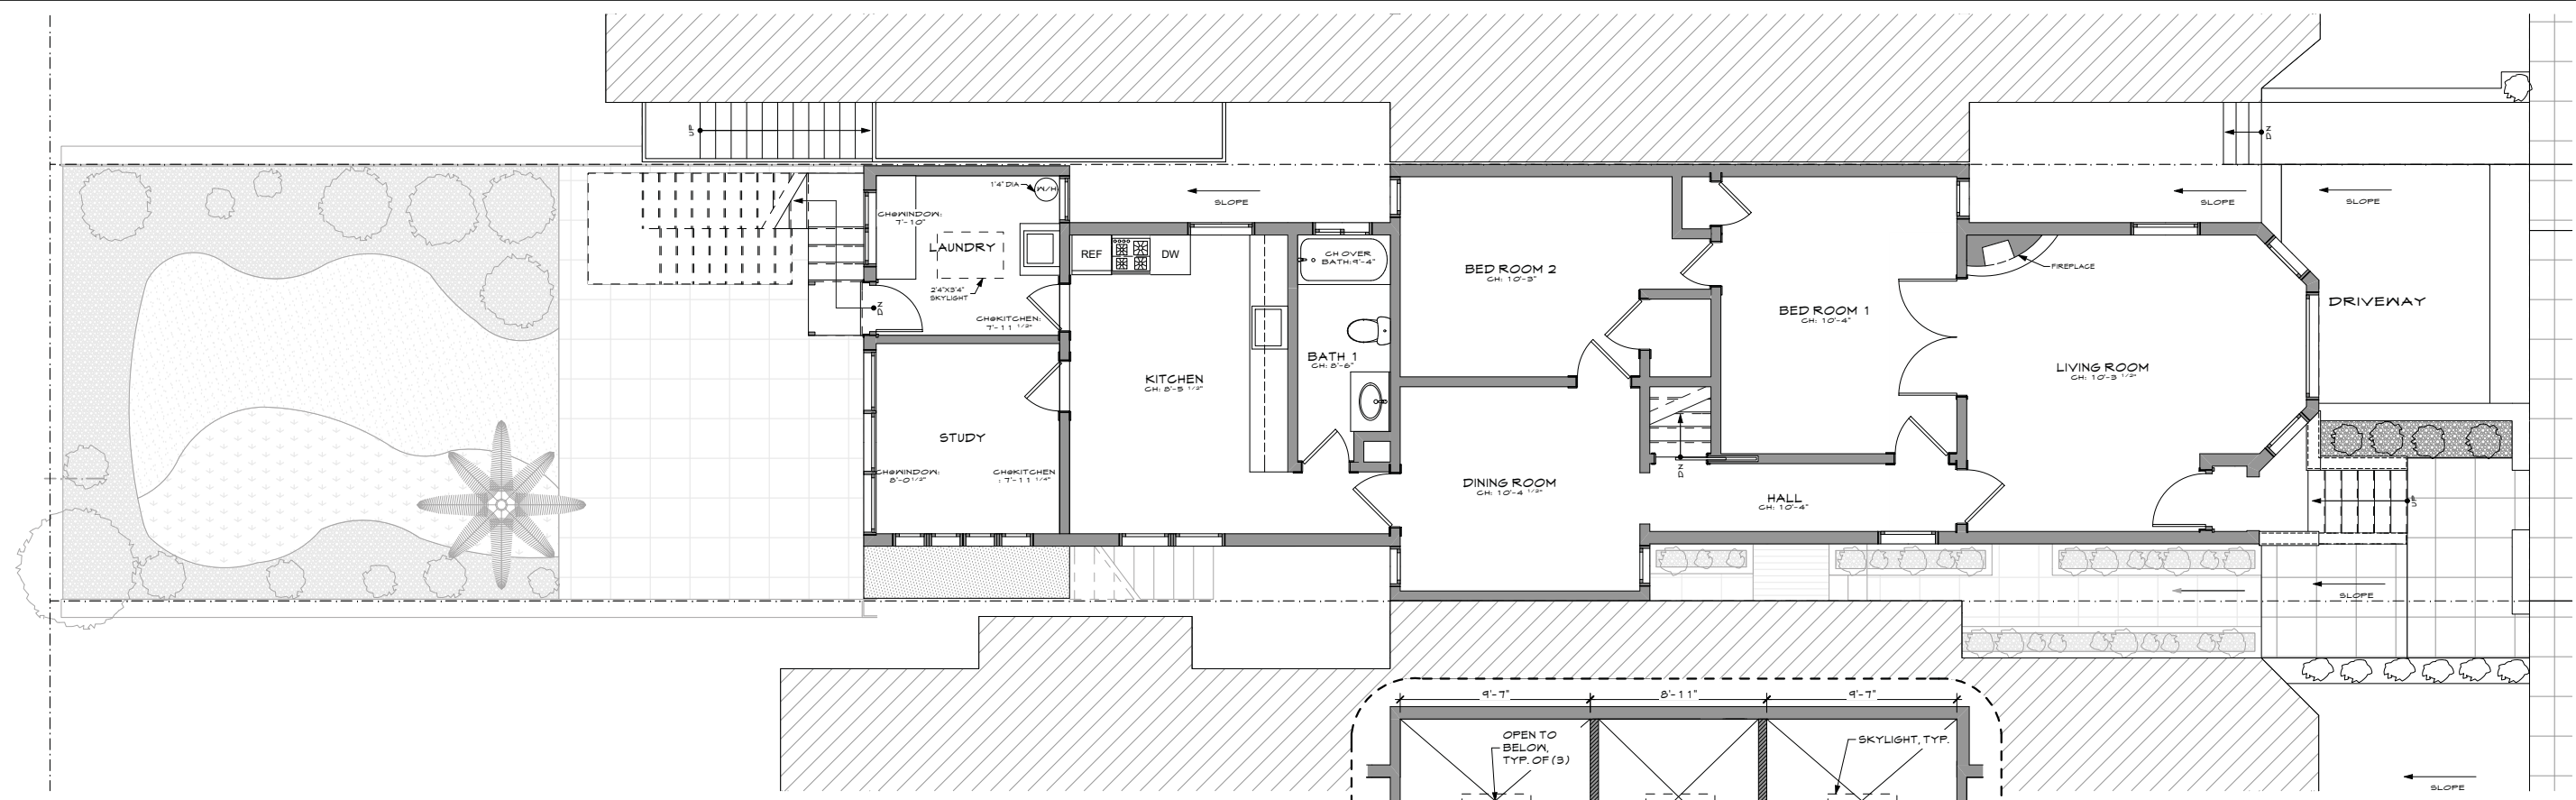 UP
DN
1'4" DIA
W/H
CH@WINDOW:
7'-10"
LAUNDRY
2'4"X3'4"
SKYLIGHT
CH@KITCHEN:
7'-11 1/2"
DN
REF
DW
SLOPE
CH OVER
BATH:9'-4"
BED ROOM 2
CH: 10'-3"
BED ROOM 1
CH: 10'-4"
SLOPE
SLOPE
FIREPLACE
DRIVEWAY
KITCHEN
CH: 8'-5 1/2"
BATH 1
CH: 8'-6"
LIVING ROOM
CH: 10'-3 1/2"
STUDY
CH@WINDOW:
8'-0 1/2"
CH@KITCHEN
: 7'-11 1/4"
DINING ROOM
CH: 10'-4 1/2"
DN
HALL
CH: 10'-4"
UP
SLOPE
9'-7"
8'-11"
9'-7"
OPEN TO
BELOW,
TYP. OF (3)
SKYLIGHT, TYP.
SLOPE